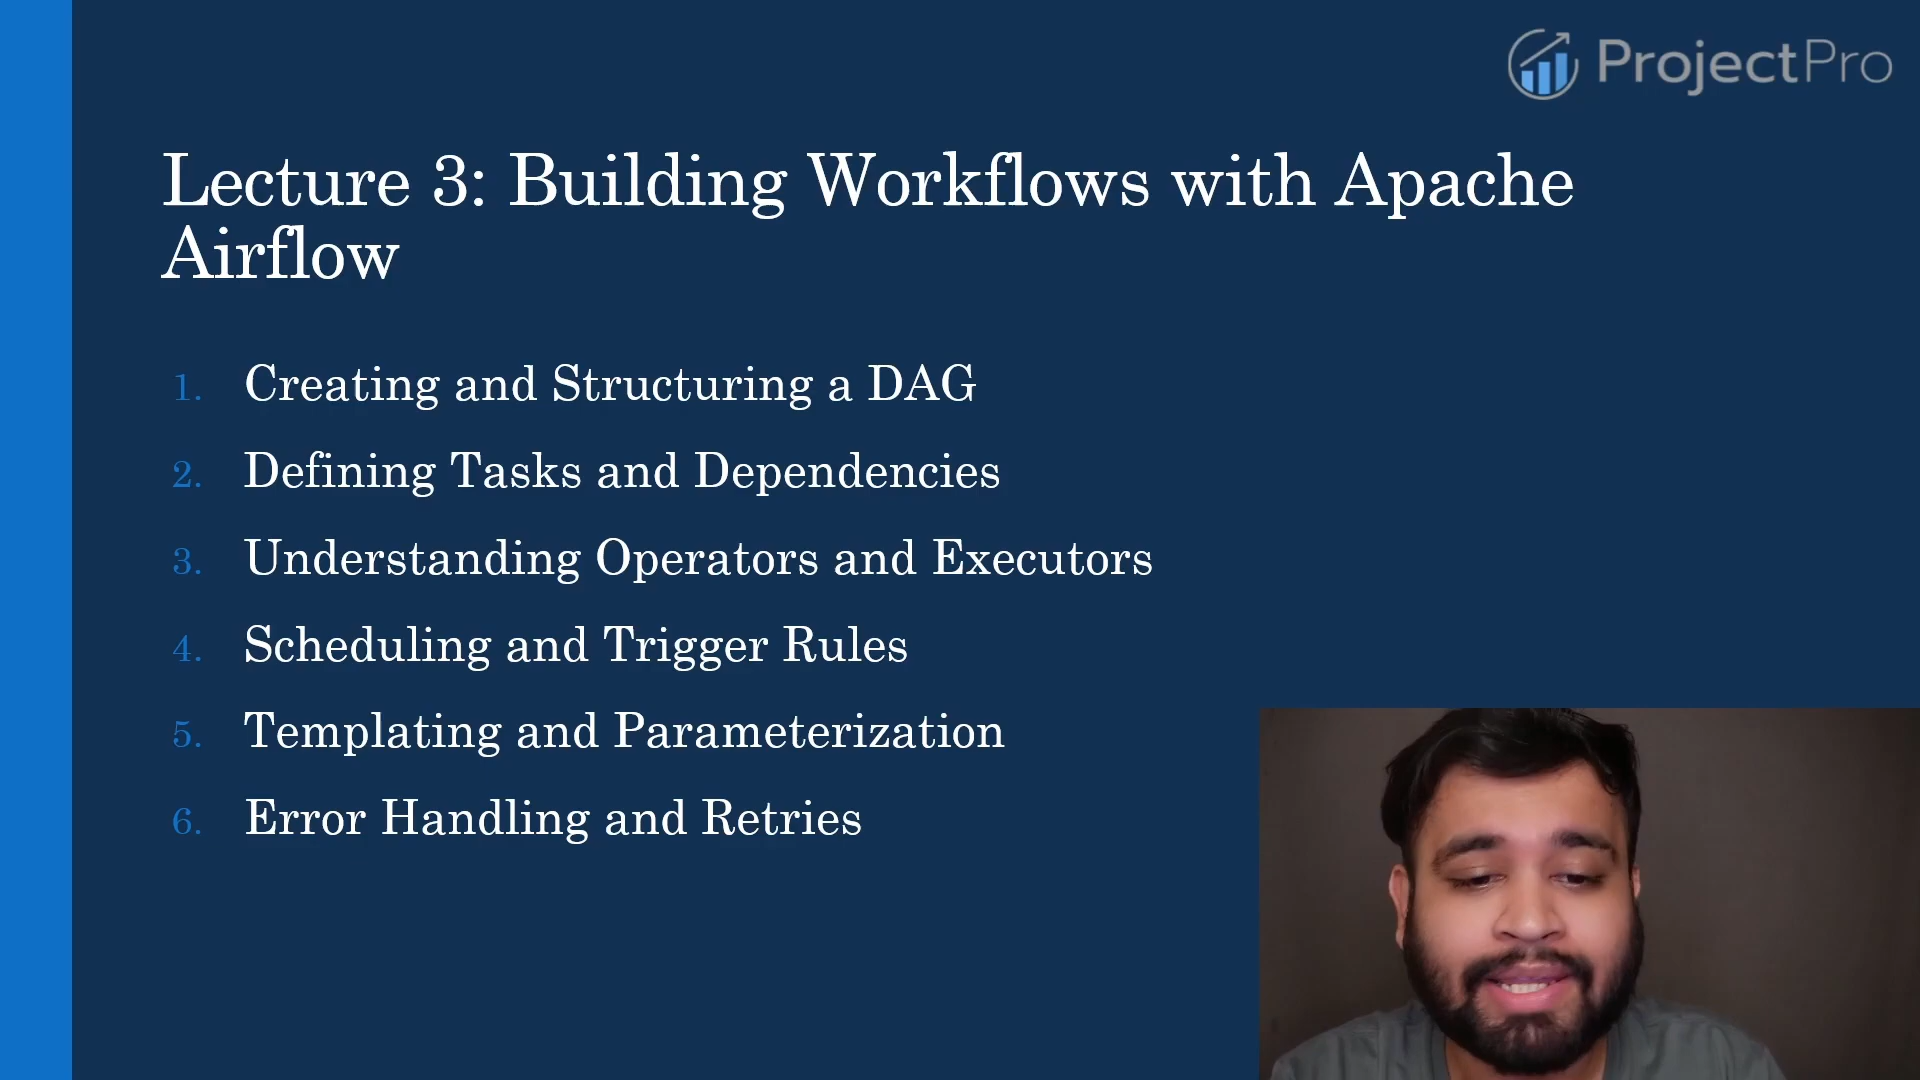 ProjectPro
Lecture 3: Building Workflows with Apache
Airflow
1. Creating and Structuring a DAG
2. Defining Tasks and Dependencies
3. Understanding Operators and Executors
4. Scheduling and Trigger Rules
5. Templating and Parameterization
6. Error Handling and Retries